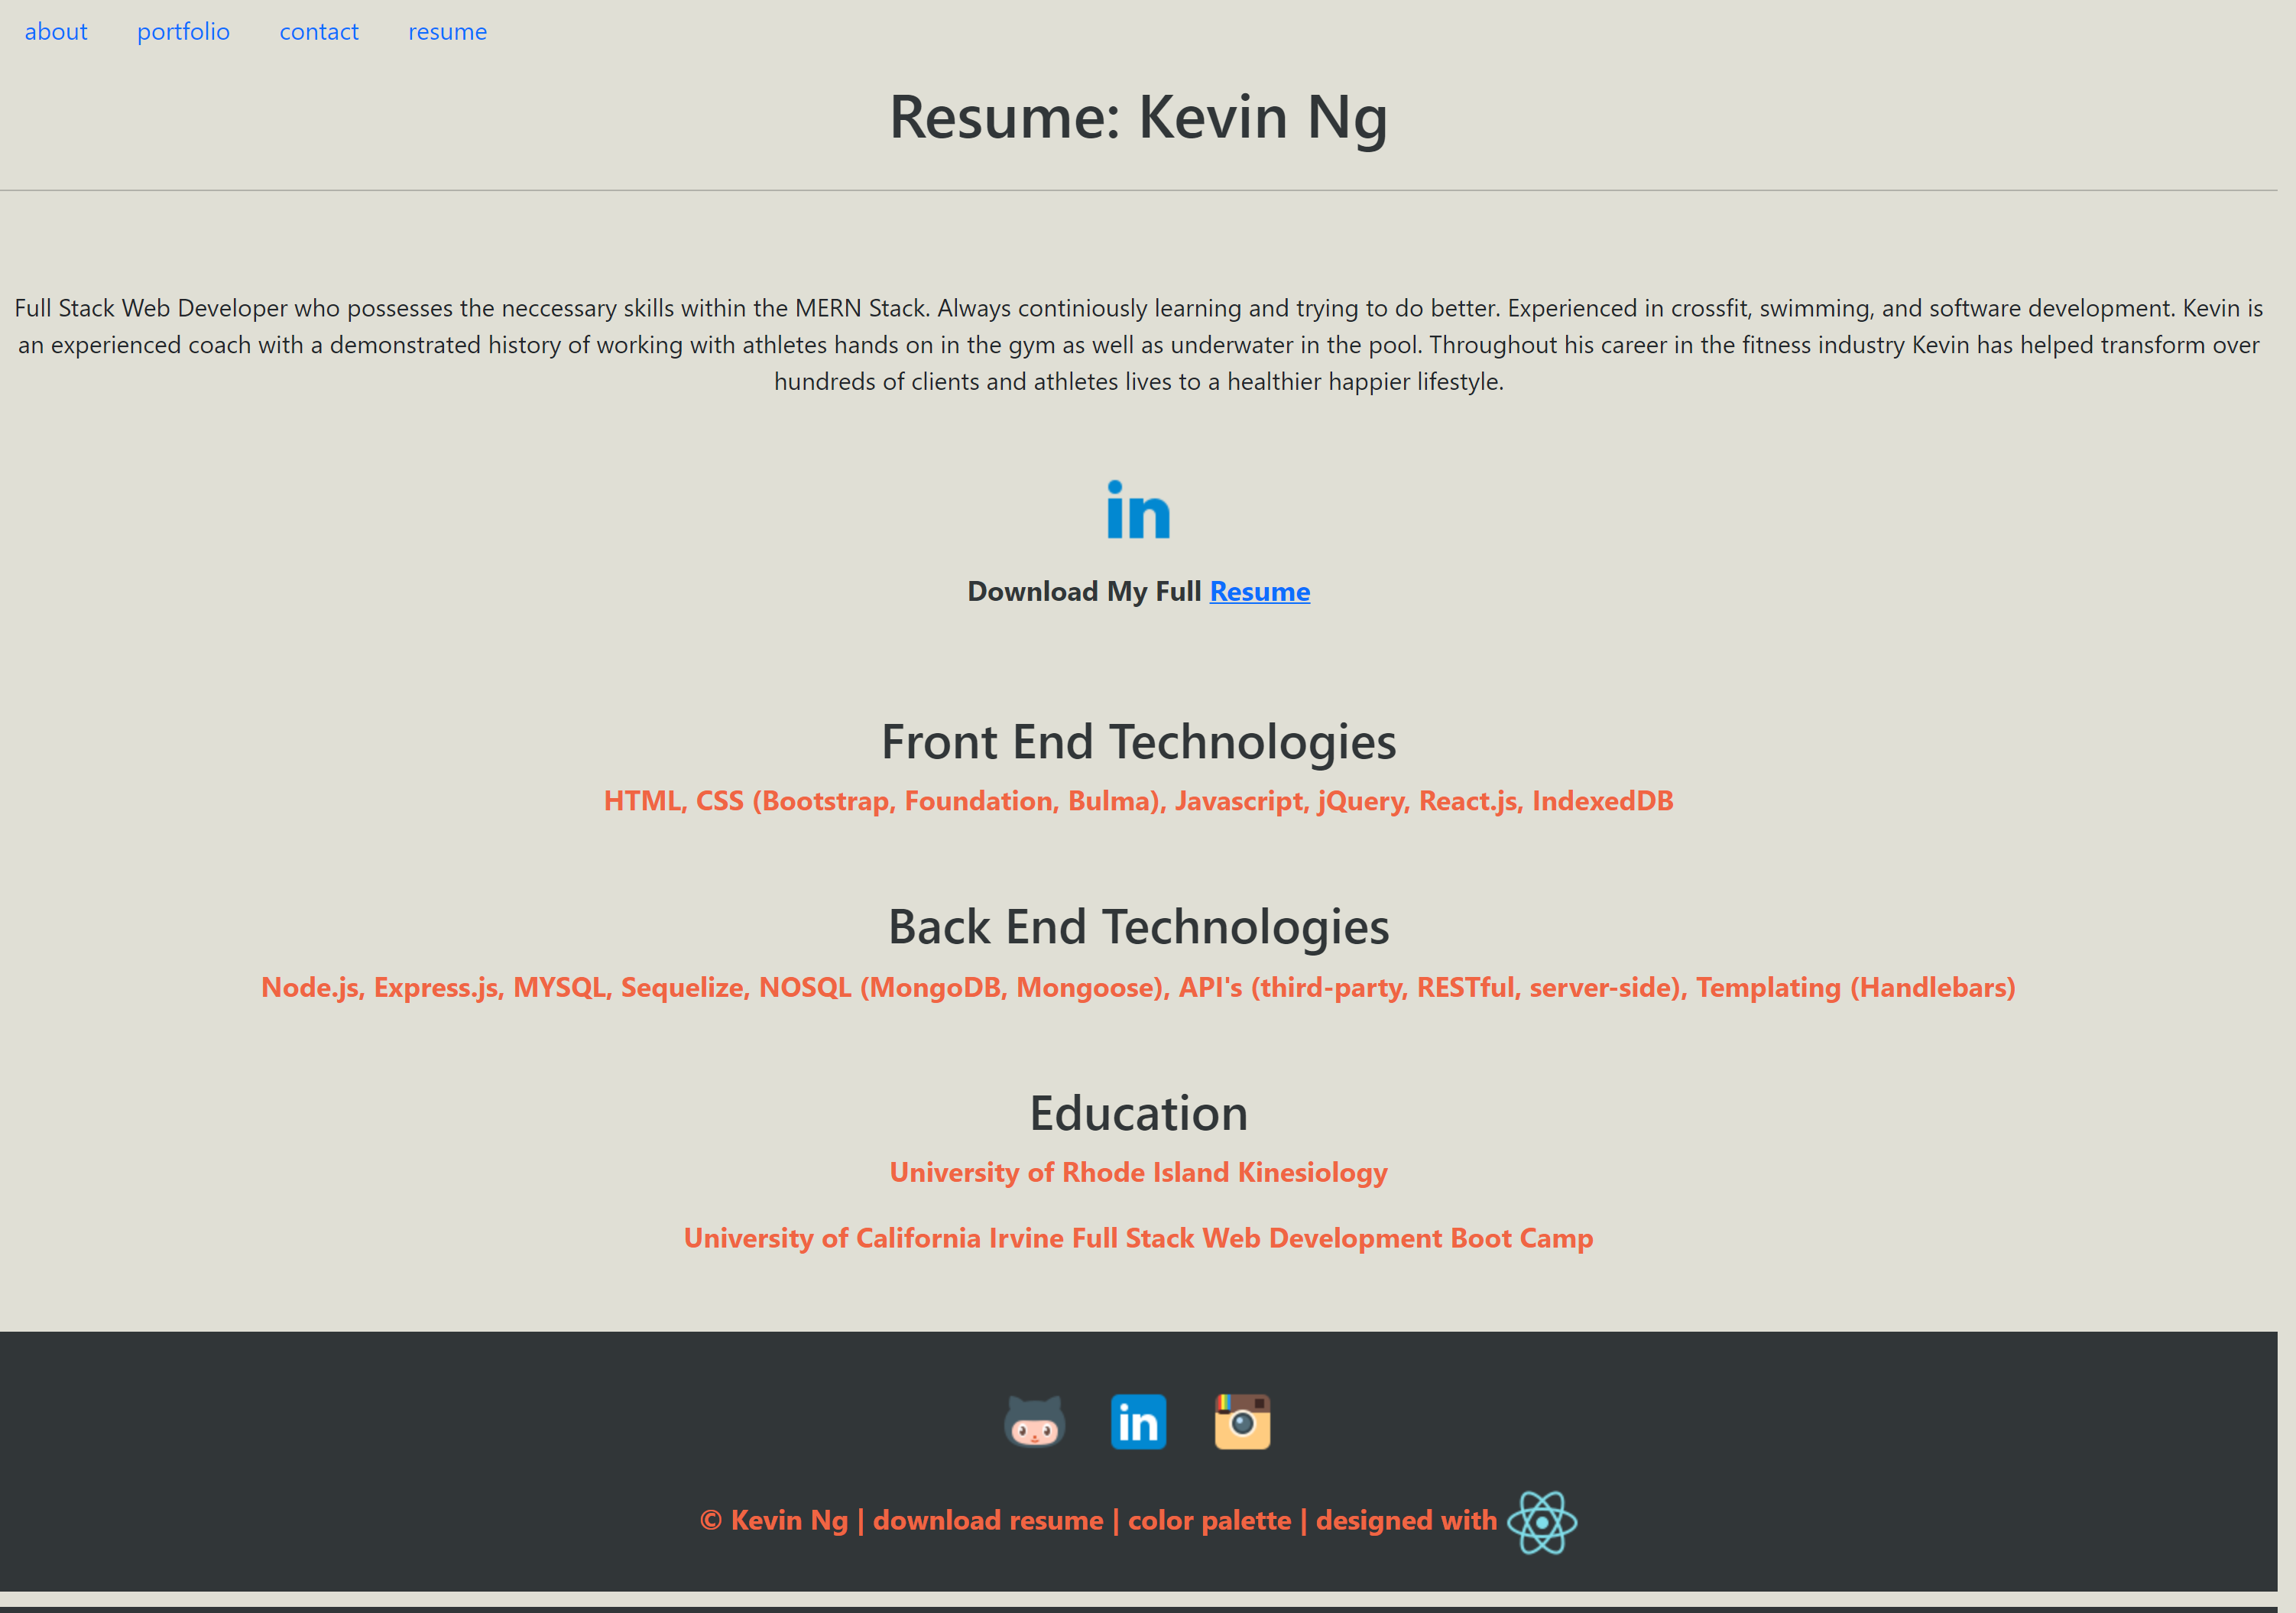 about portfolio contact resume
Resume: Kevin Ng
Full Stack Web Developer who possesses the neccessary skills within the MERN Stack. Always continiously learning and trying to do better. Experienced in crossfit, swimming, and software development. Kevin is
an experienced coach with a demonstrated history of working with athletes hands on in the gym as well as underwater in the pool. Throughout his career in the fitness industry Kevin has helped transform over
hundreds of clients and athletes lives to a healthier happier lifestyle.
in
Download My Full Resume
Front End Technologies
HTML, CSS (Bootstrap, Foundation, Bulma), Javascript, jQuery, React.js, IndexedDB
Back End Technologies
Node.js, Express.js, MYSQL, Sequelize, NOSQL (MongoDB, Mongoose), API's (third-party, RESTful, server-side), Templating (Handlebars)
Education
University of Rhode Island Kinesiology
University of California Irvine Full Stack Web Development Boot Camp
in
© Kevin Ng | download resume | color palette | designed with